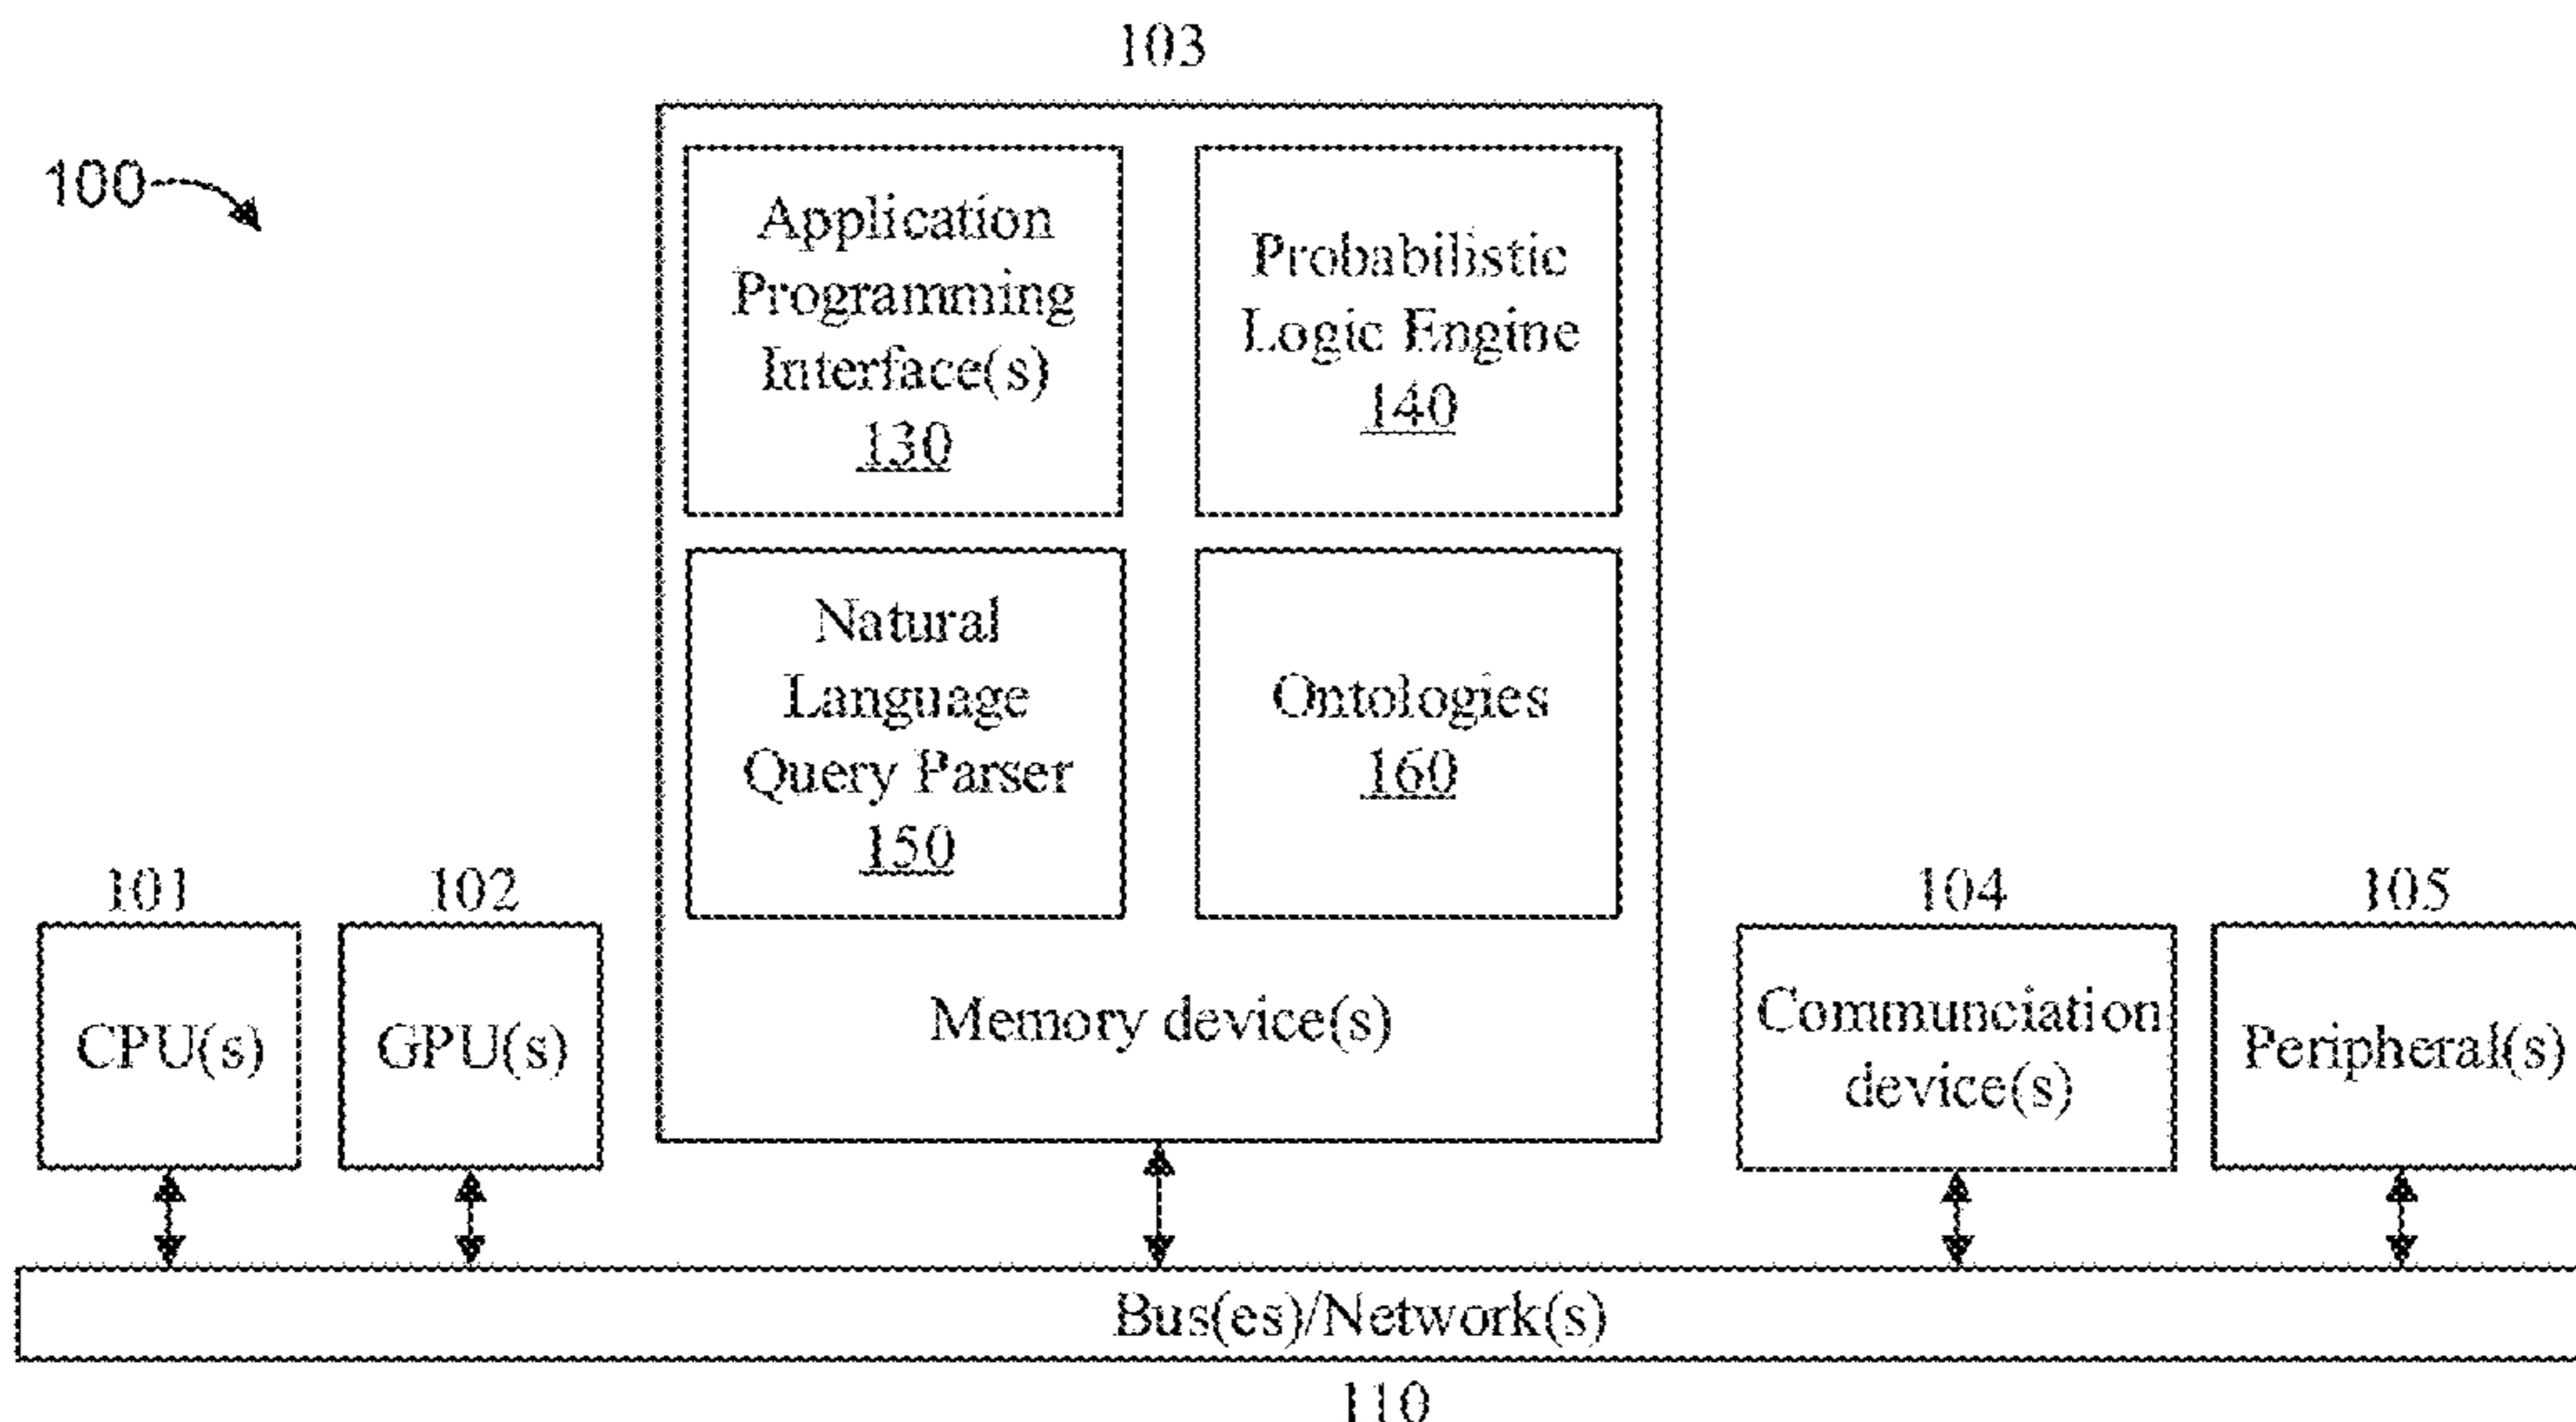 103
100
Application
Programming
Interface(s)
130
Probabilistic
Logic Engine
140
Natural
Language
Query Parser
150
Ontologies
160
Memory device(s)
101
CPU(s)
102
GPU(s)
104
Communciation
device(s)
105
Peripheral(s)
Bus(es)/Network(s)
110